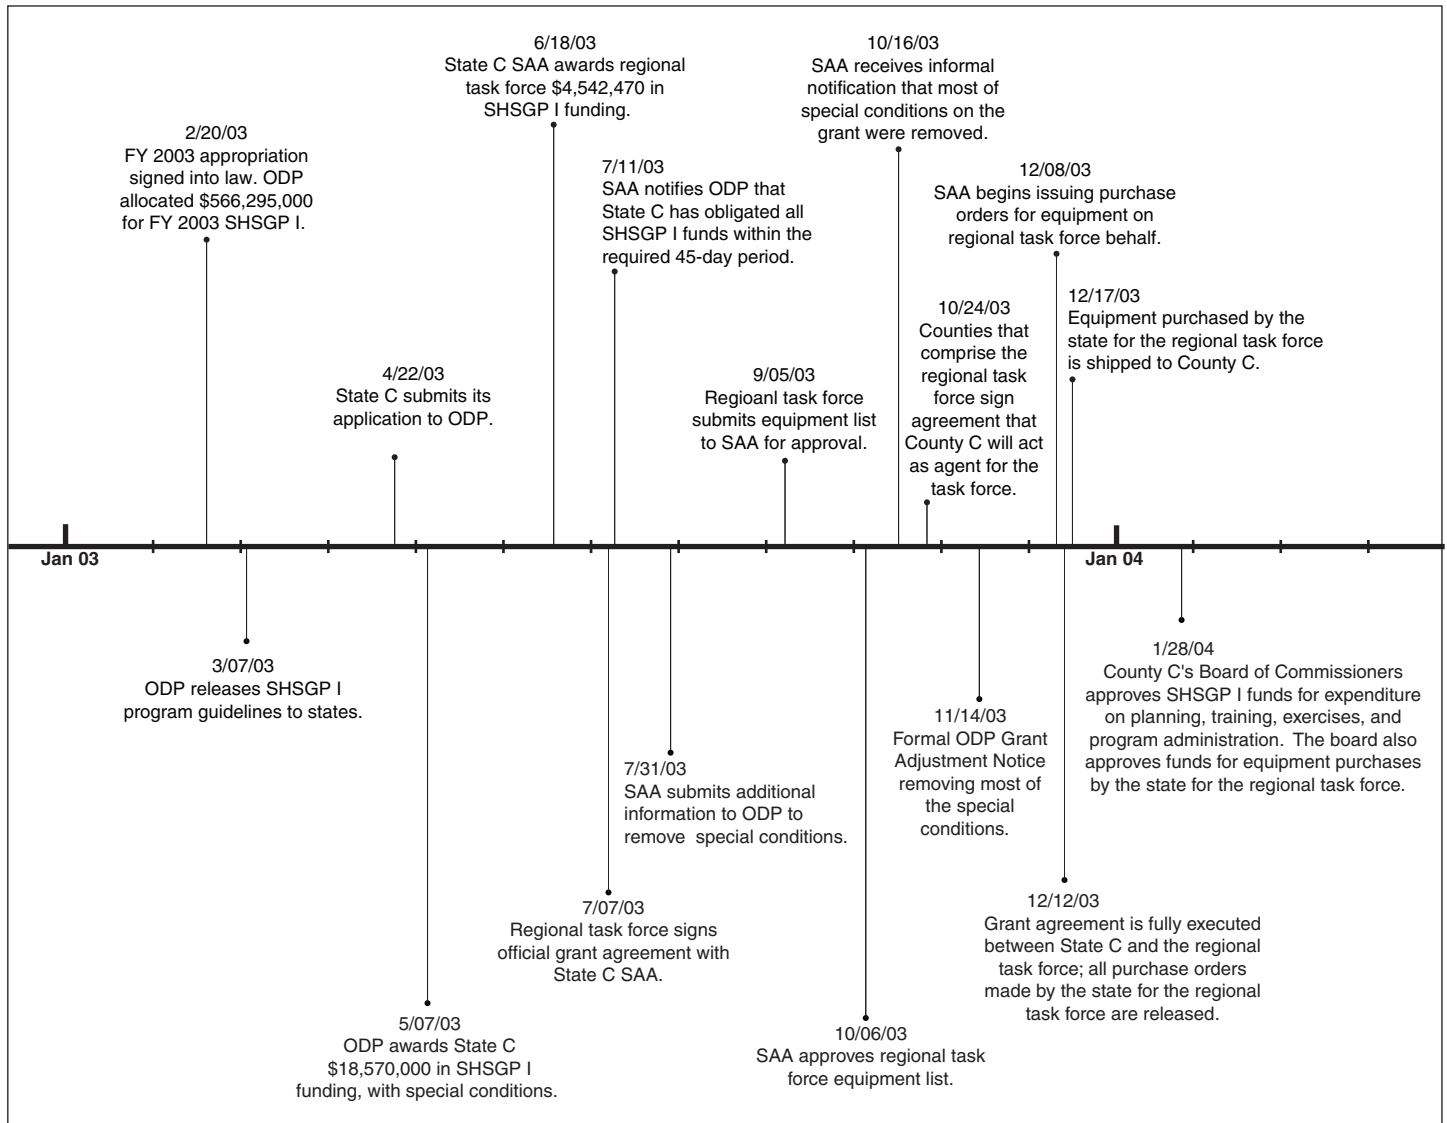 6/18/03
State C SAA awards regional
task force $4,542,470 in
SHSGP I funding.
10/16/03
SAA receives informal
notification that most of
special conditions on the
grant were removed.
2/20/03
FY 2003 appropriation
signed into law. ODP
allocated $566,295,000
for FY 2003 SHSGP I.
7/11/03
SAA notifies ODP that
State C has obligated all
SHSGP I funds within the
required 45-day period.
12/08/03
SAA begins issuing purchase
orders for equipment on
regional task force behalf.
12/17/03
Equipment purchased by the
state for the regional task force
is shipped to County C.
10/24/03
Counties that
comprise the
regional task
force sign
agreement that
County C will act
as agent for the
task force.
4/22/03
State C submits its
application to ODP.
9/05/03
Regioanl task force
submits equipment list
to SAA for approval.
Jan 03
Jan 04
3/07/03
ODP releases SHSGP I
program guidelines to states.
1/28/04
County C's Board of Commissioners
approves SHSGP I funds for expenditure
on planning, training, exercises, and
program administration. The board also
approves funds for equipment purchases
by the state for the regional task force.
11/14/03
Formal ODP Grant
Adjustment Notice
removing most of
the special
conditions.
7/31/03
SAA submits additional
information to ODP to
remove special conditions.
7/07/03
Regional task force signs
official grant agreement with
State C SAA.
12/12/03
Grant agreement is fully executed
between State C and the regional
task force; all purchase orders
made by the state for the regional
task force are released.
5/07/03
ODP awards State C
$18,570,000 in SHSGP I
funding, with special conditions.
10/06/03
SAA approves regional task
force equipment list.